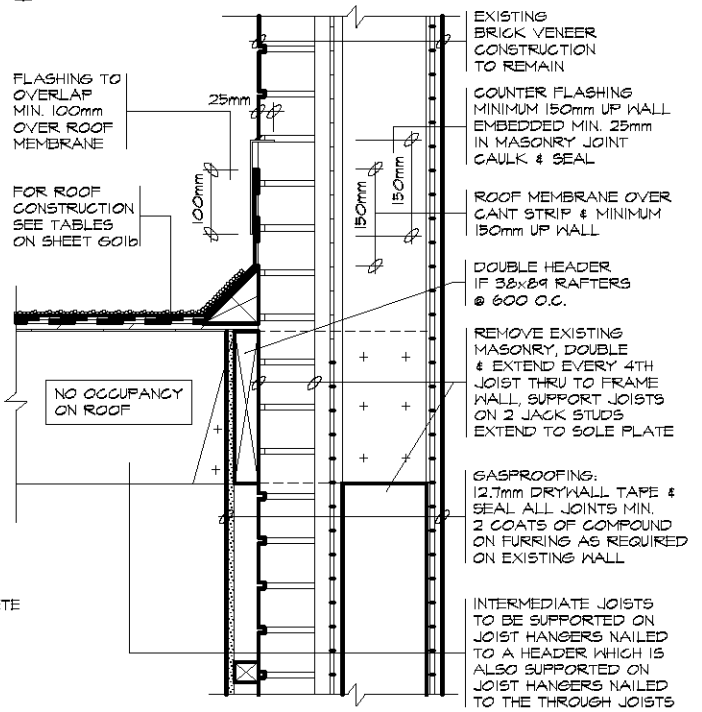 FLASHING TO
OVERLAP
MIN. 100mm
OVER ROOF
MEMBRANE
FOR ROOF
CONSTRUCTION
SEE TABLES
ON SHEET G01b
25mm
100mm
150mm
150mm
NO OCCUPANCY
ON ROOF
TE
EXISTING
BRICK VENEER
CONSTRUCTION
TO REMAIN
COUNTER FLASHING
MINIMUM 150mm UP WALL
EMBEDDED MIN. 25mm
IN MASONRY JOINT
CAULK & SEAL
ROOF MEMBRANE OVER
CANT STRIP & MINIMUM
150mm UP WALL
DOUBLE HEADER
IF 38x89 RAFTERS
@ 600 O.C.
REMOVE EXISTING
MASONRY, DOUBLE
& EXTEND EVERY 4TH
JOIST THRU TO FRAME
WALL, SUPPORT JOISTS
ON 2 JACK STUDS
EXTEND TO SOLE PLATE
GASPROOFING:
12.7mm DRYWALL TAPE &
SEAL ALL JOINTS MIN.
2 COATS OF COMPOUND
ON FURRING AS REQUIRED
ON EXISTING WALL
INTERMEDIATE JOISTS
TO BE SUPPORTED ON
JOIST HANGERS NAILED
TO A HEADER WHICH IS
ALSO SUPPORTED ON
JOIST HANGERS NAILED
TO THE THROUGH JOISTS